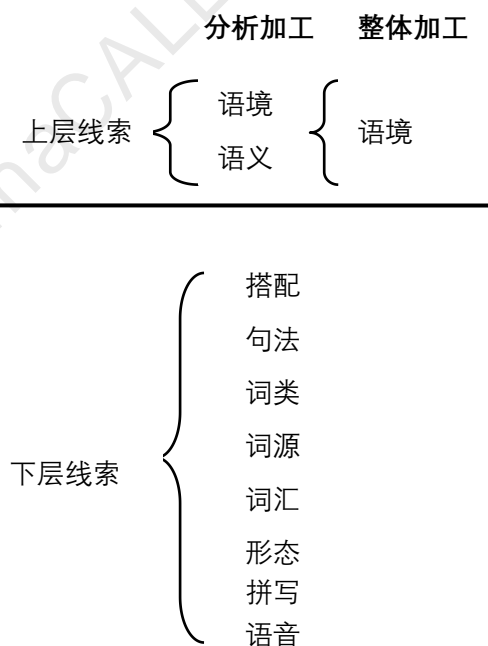 分析加工 整体加工
上层线索 语境 语境
语义
搭配
句法
词类
词源
下层线索
词汇
形态
拼写
语音